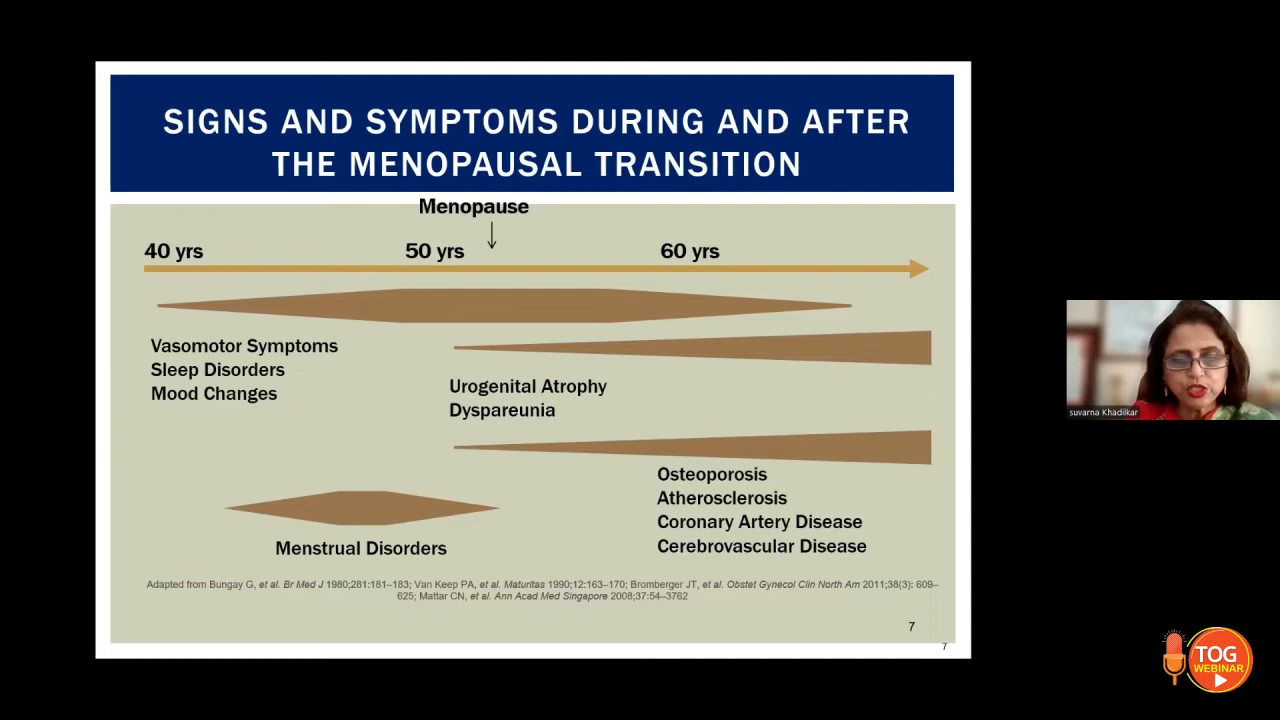 SIGNS AND SYMPTOMS DURING AND AFTER
THE MENOPAUSAL TRANSITION
Menopause
40 yrs
50 yrs
60 yrs
Vasomotor Symptoms
Sleep Disorders
Mood Changes
Urogenital Atrophy
Dyspareunia
Osteoporosis
Atherosclerosis
Coronary Artery Disease
Cerebrovascular Disease
Menstrual Disorders
Adapted from Bungay G, et al. Br Med J 1980;281:181–183; Van Keep PA, et al. Maturitas 1990;12:163–170; Bromberger JT, et al. Obstet Gynecol Clin North Am 2011;38(3): 609–
625; Mattar CN, et al. Ann Acad Med Singapore 2008;37:54–3762
7
7
suvarna Khadilkar
TOG
WEBINAR